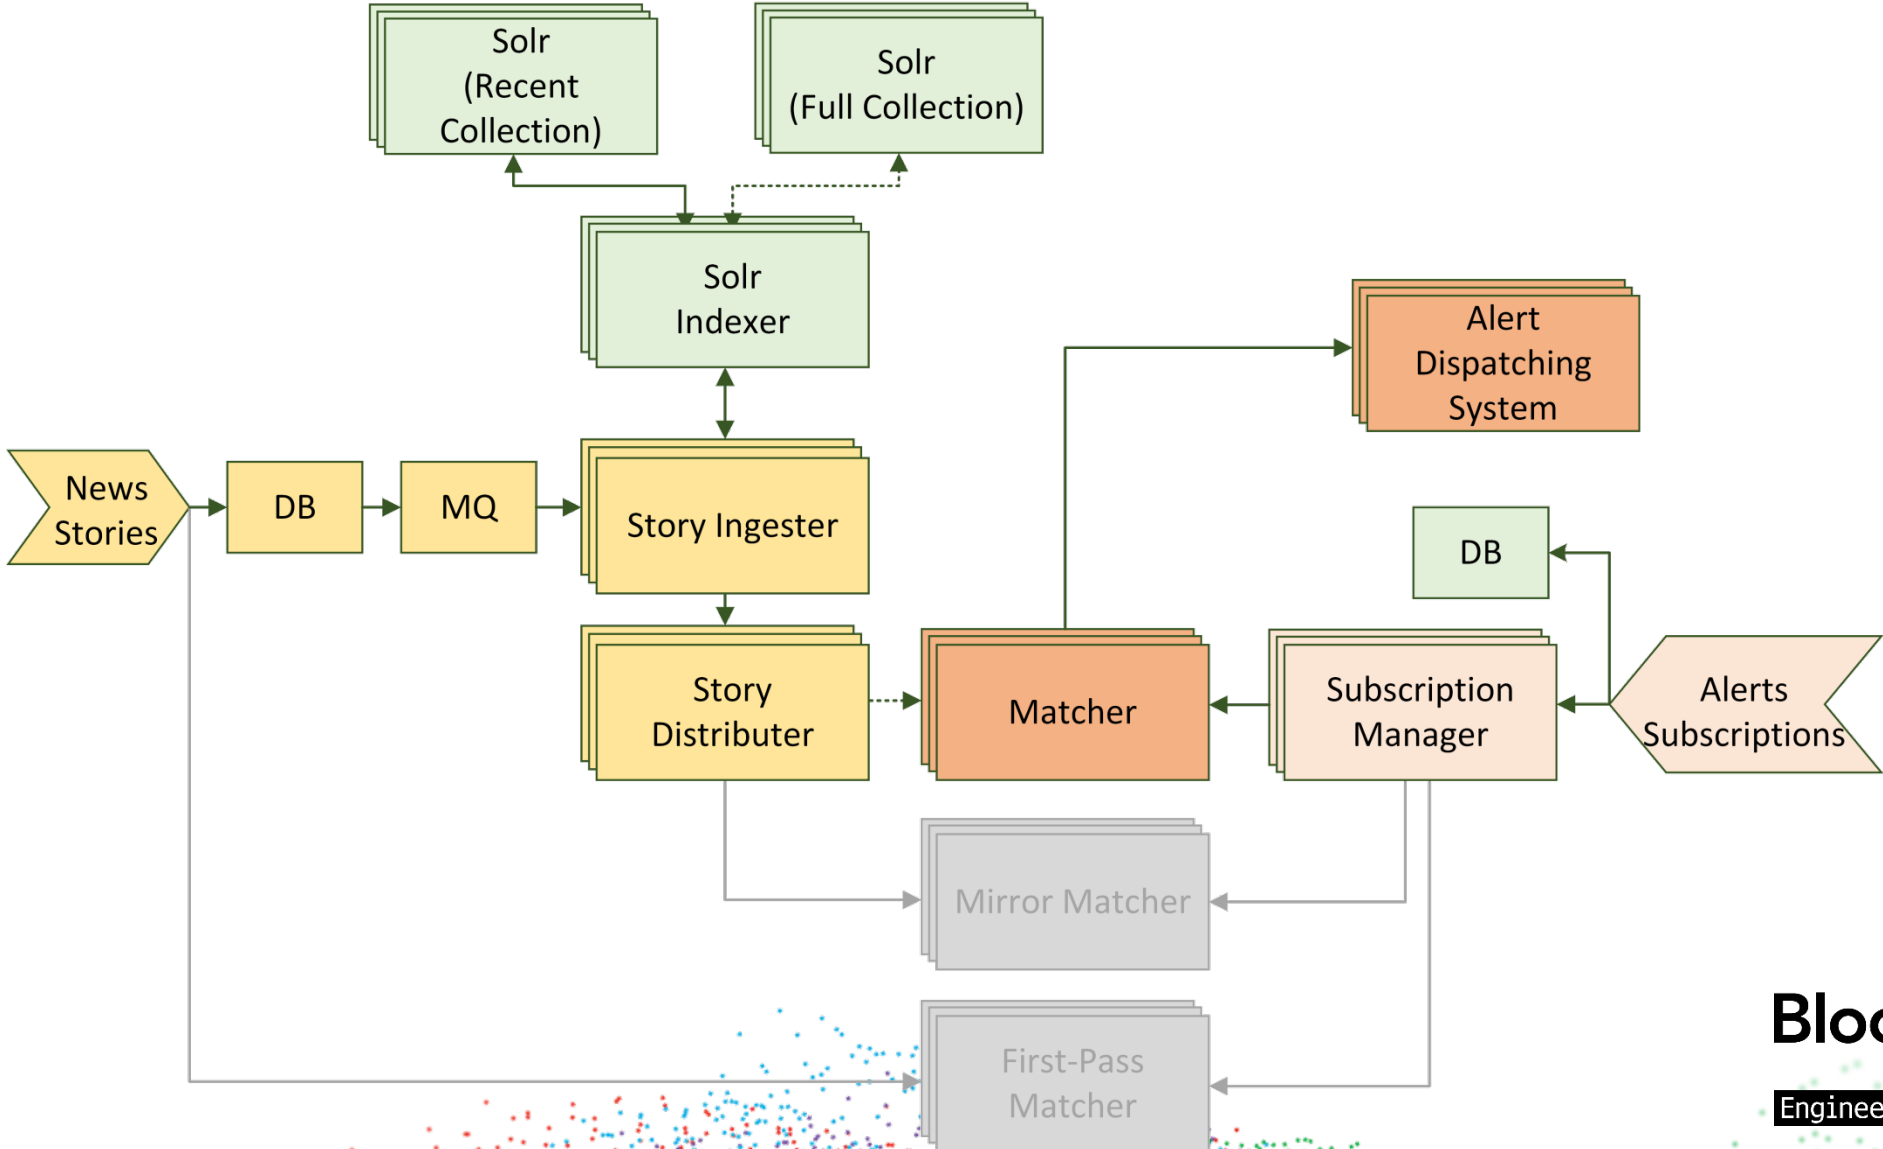 Solr
(Recent
Collection)
Solr
(Full Collection)
Solr
Indexer
Alert
Dispatching
System
News
Stories
DB
MQ
Story Ingester
DB
Story
Distributer
Matcher
Subscription
Manager
Alerts
Subscriptions
Mirror Matcher
First-Pass
Matcher